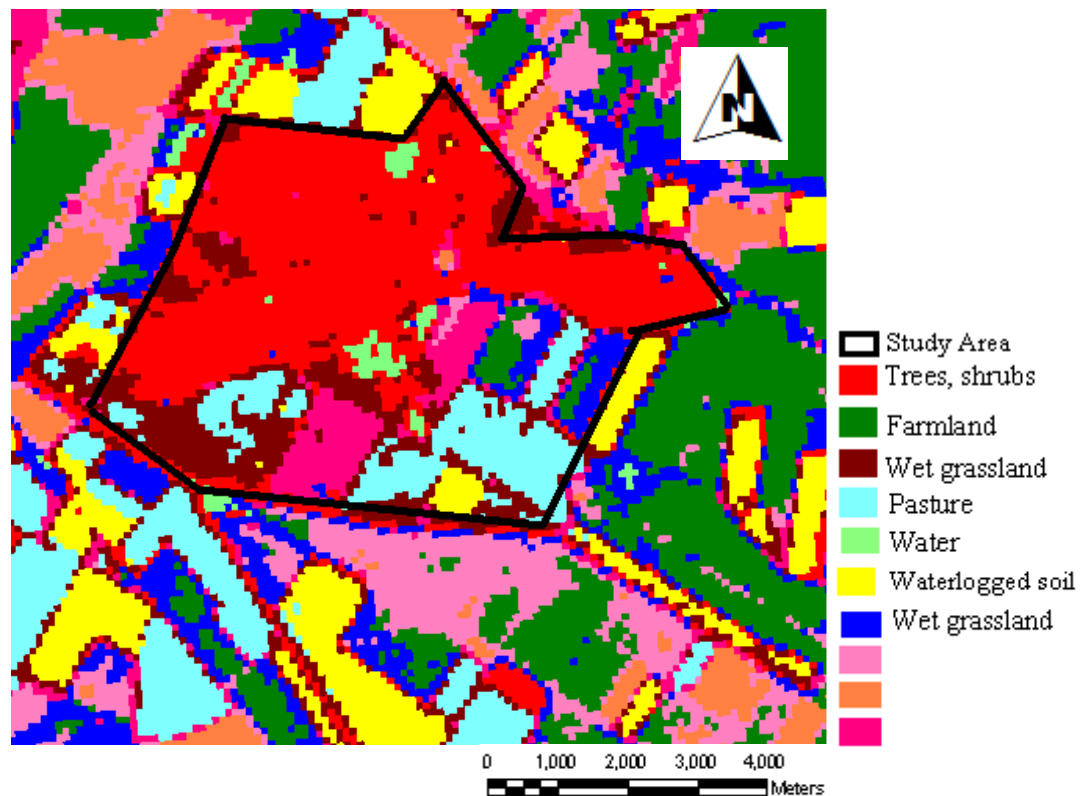 N
Study Area
Trees, shrubs
Farmland
Wet grassland
Pasture
Water
Waterlogged soil
Wet grassland
0 1,000 2,000 3,000 4,000
Meters